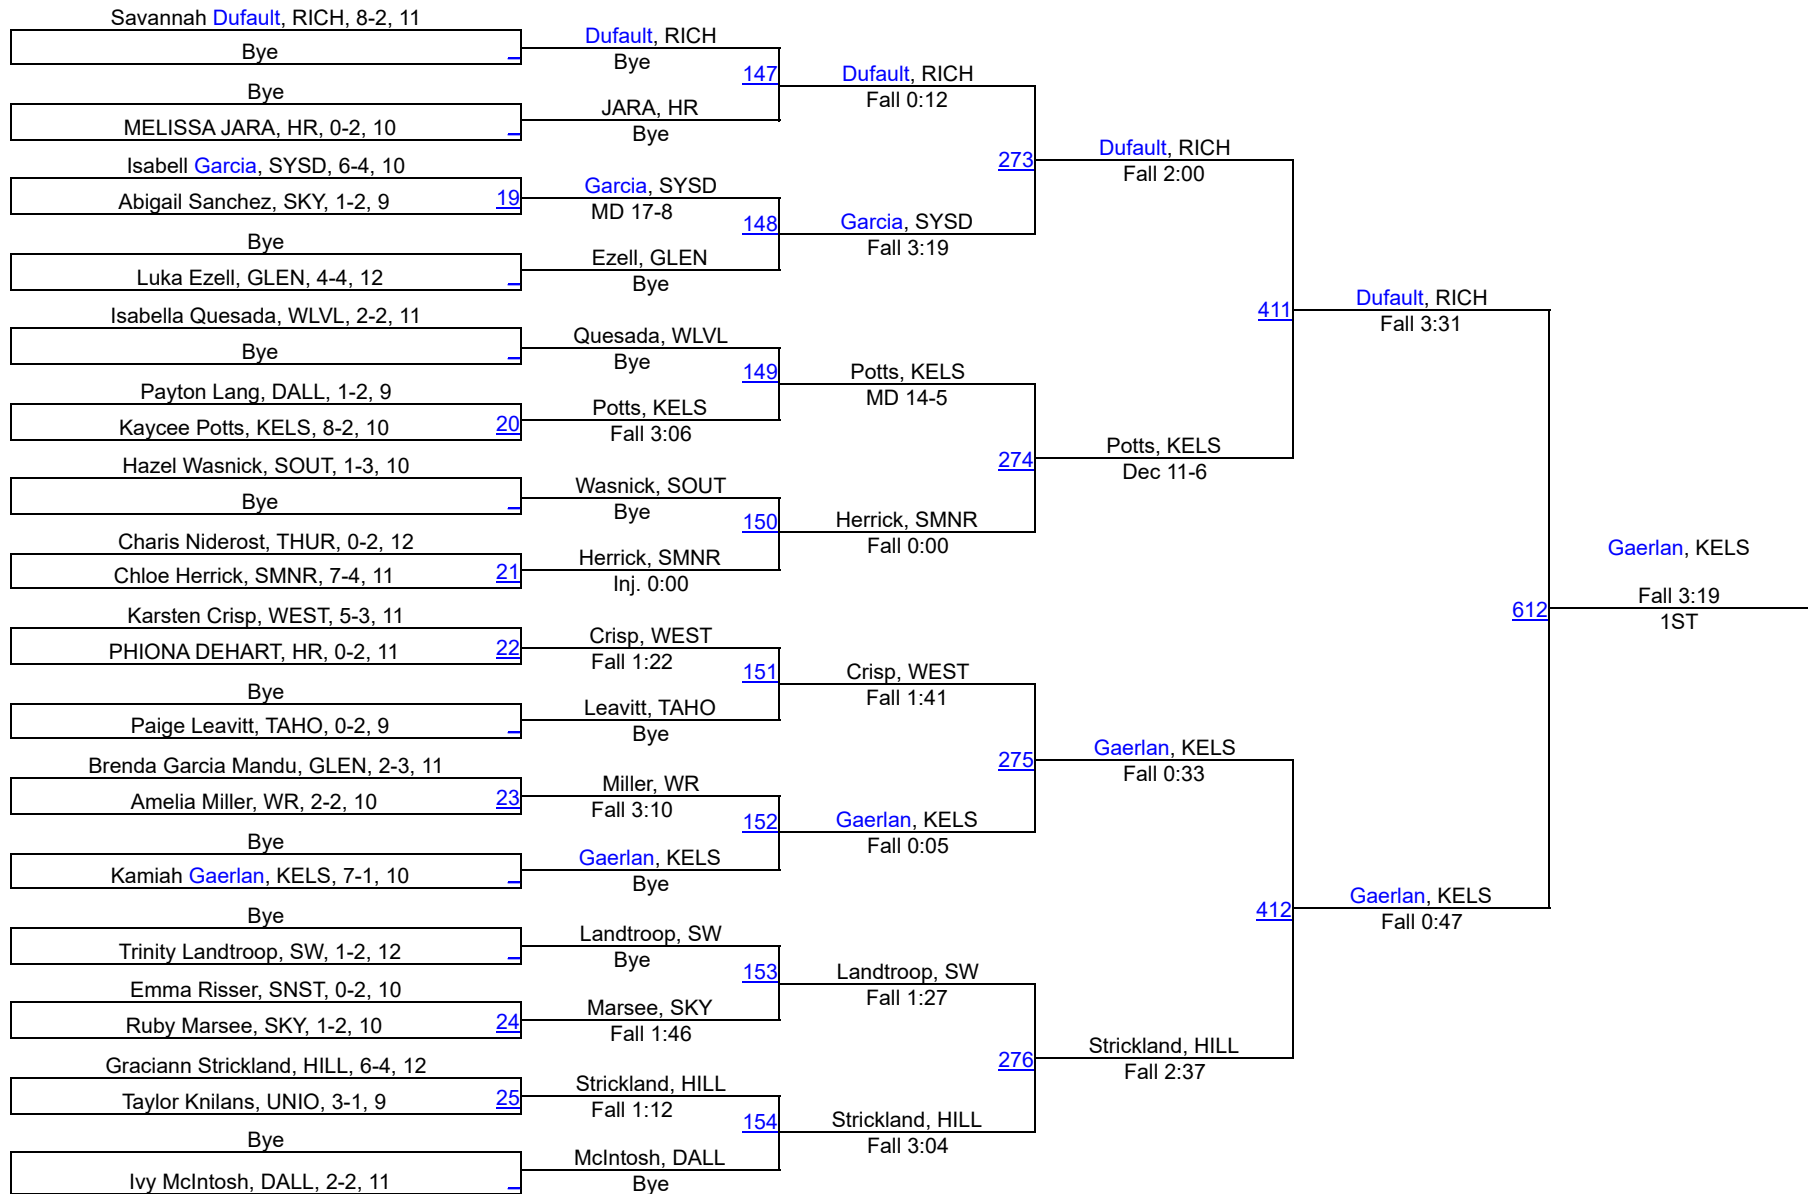 Savannah Dufault, RICH, 8-2, 11
Bye
Bye
MELISSA JARA, HR, 0-2, 10
Isabell Garcia, SYSD, 6-4, 10
Abigail Sanchez, SKY, 1-2, 9
19
Bye
Luka Ezell, GLEN, 4-4, 12
Isabella Quesada, WLVL, 2-2, 11
Bye
Payton Lang, DALL, 1-2, 9
Kaycee Potts, KELS, 8-2, 10
20
Hazel Wasnick, SOUT, 1-3, 10
Bye
Charis Niderost, THUR, 0-2, 12
Chloe Herrick, SMNR, 7-4, 11
21
Karsten Crisp, WEST, 5-3, 11
PHIONA DEHART, HR, 0-2, 11
22
Bye
Paige Leavitt, TAHO, 0-2, 9
Brenda Garcia Mandu, GLEN, 2-3, 11
Amelia Miller, WR, 2-2, 10
23
Bye
Kamiah Gaerlan, KELS, 7-1, 10
Bye
Trinity Landtroop, SW, 1-2, 12
Emma Risser, SNST, 0-2, 10
Ruby Marsee, SKY, 1-2, 10
24
Graciann Strickland, HILL, 6-4, 12
Taylor Knilans, UNIO, 3-1, 9
25
Bye
Ivy McIntosh, DALL, 2-2, 11
Dufault, RICH
Bye
147
JARA, HR
Bye
Garcia, SYSD
MD 17-8
148
Ezell, GLEN
Bye
Quesada, WLVL
Bye
149
Potts, KELS
Fall 3:06
Wasnick, SOUT
Bye
150
Herrick, SMNR
Inj. 0:00
Crisp, WEST
Fall 1:22
151
Leavitt, TAHO
Bye
Miller, WR
Fall 3:10
152
Gaerlan, KELS
Bye
Landtroop, SW
Bye
153
Marsee, SKY
Fall 1:46
Strickland, HILL
Fall 1:12
154
McIntosh, DALL
Bye
Dufault, RICH
Fall 0:12
273
Garcia, SYSD
Fall 3:19
Potts, KELS
MD 14-5
274
Herrick, SMNR
Fall 0:00
Crisp, WEST
Fall 1:41
275
Gaerlan, KELS
Fall 0:05
Landtroop, SW
Fall 1:27
276
Strickland, HILL
Fall 3:04
Dufault, RICH
Fall 2:00
411
Potts, KELS
Dec 11-6
Gaerlan, KELS
Fall 0:33
412
Strickland, HILL
Fall 2:37
Dufault, RICH
Fall 3:31
612
Gaerlan, KELS
Fall 0:47
Gaerlan, KELS
Fall 3:19
1ST